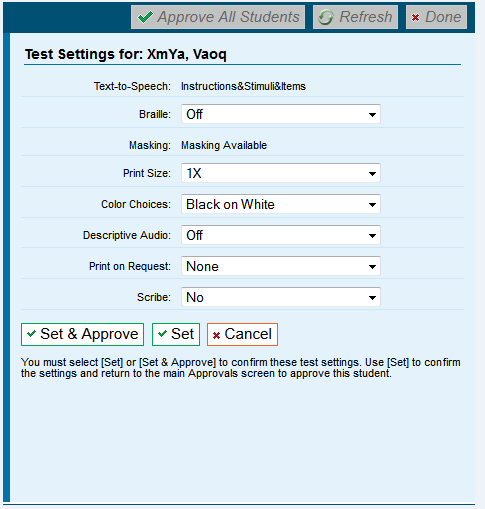 Approve All Students Refresh Done
Test Settings for: XmYa, Vaoq
Text-to-Speech: Instructions&Stimuli&Items
Braille: Off
Masking: Masking Available
Print Size: 1X
Color Choices: Black on White
Descriptive Audio: Off
Print on Request: None
Scribe: No
Set & Approve Set Cancel
You must select [Set] or [Set & Approve] to confirm these test settings. Use [Set] to confirm
the settings and return to the main Approvals screen to approve this student.